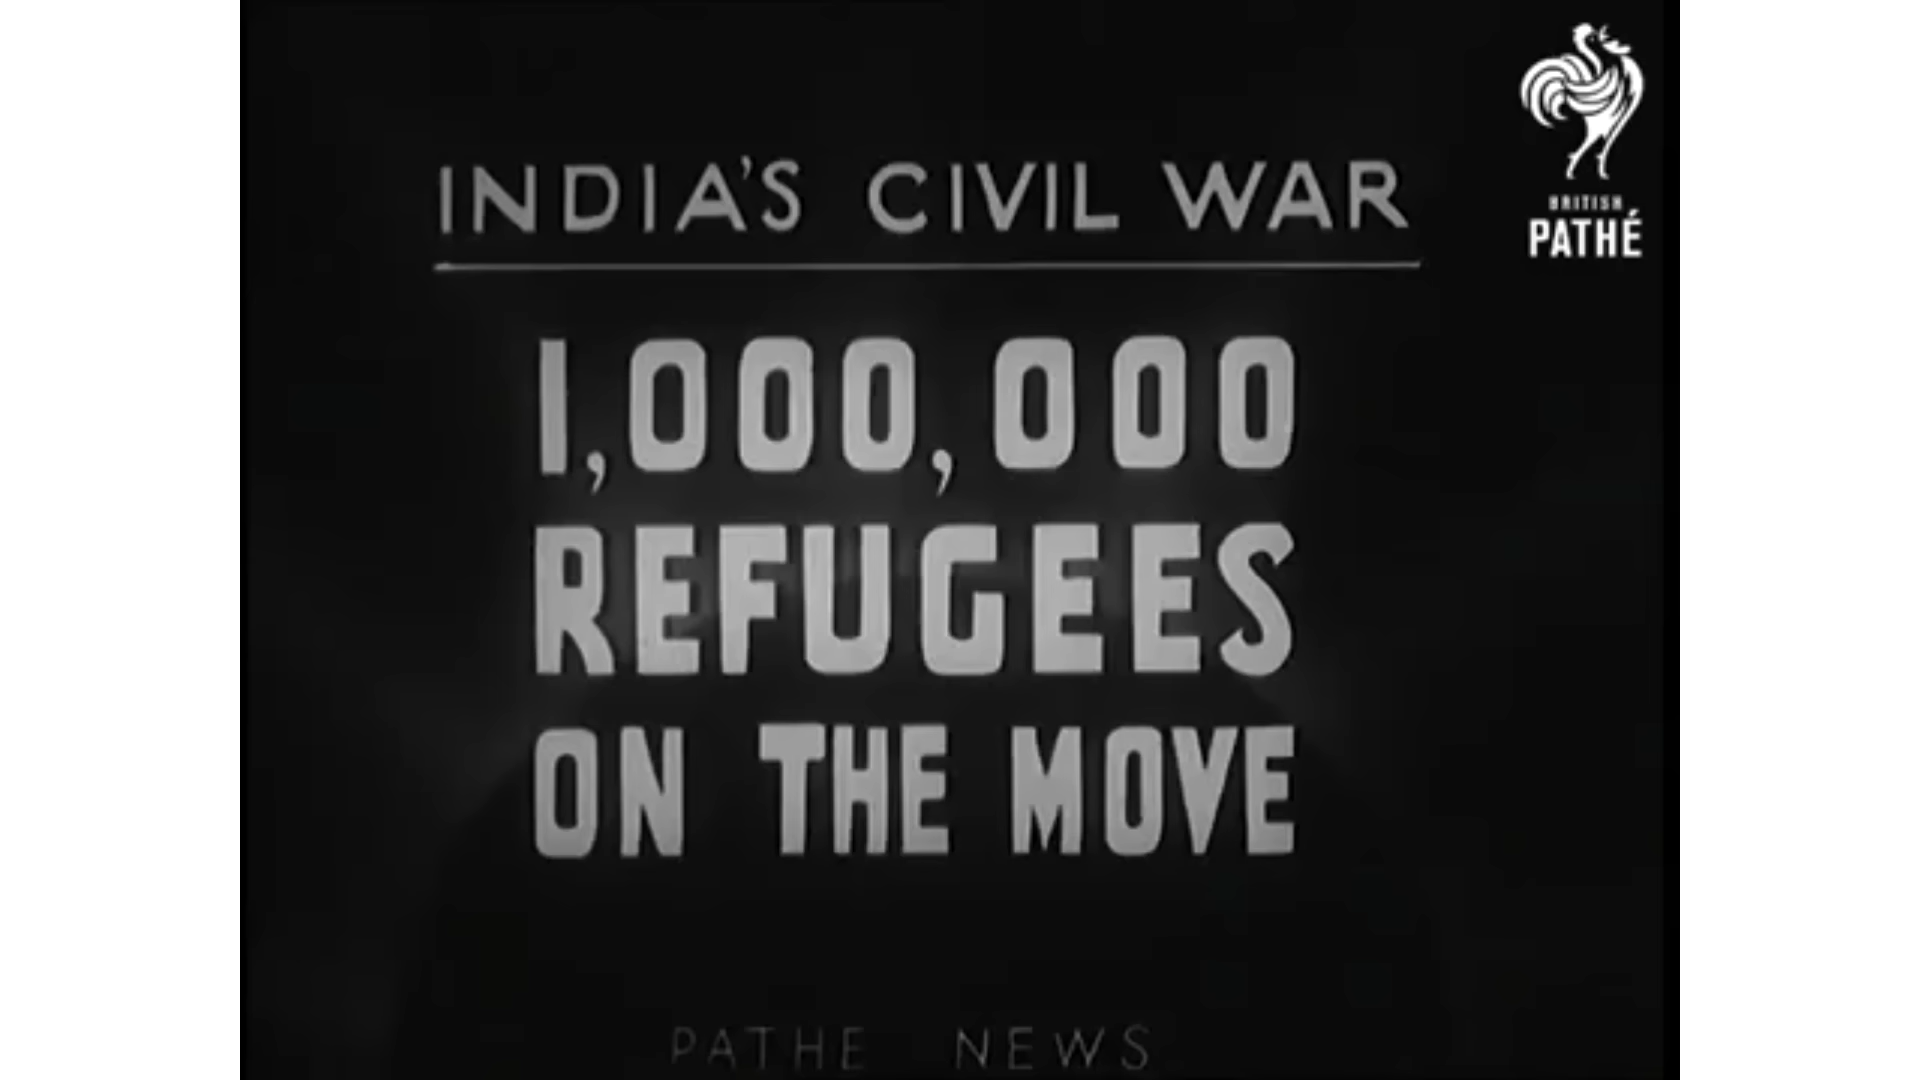 INDIA'S CIVIL WAR
1,000,000
REFUGEES
ON THE MOVE
PATHE NEWS
BRITISH
PATHÉ